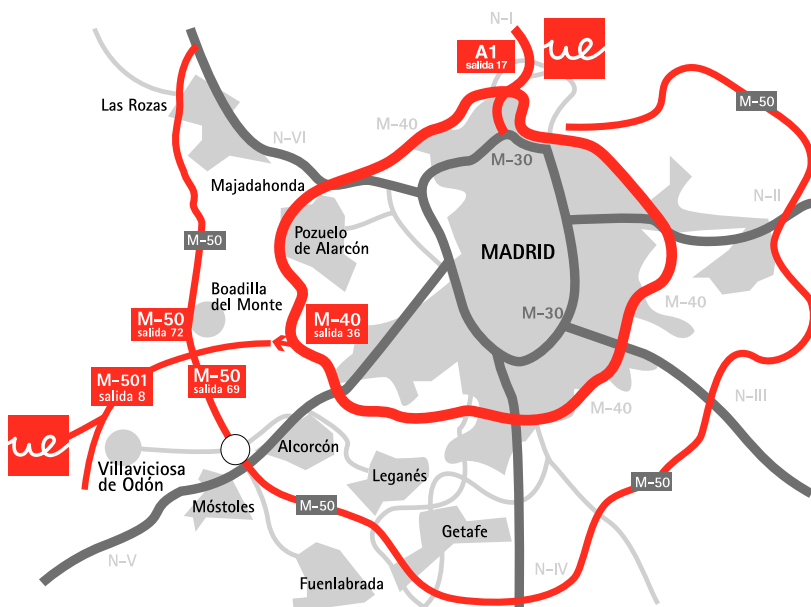 N-I
A1
salida 17
ue
M-50
Las Rozas
M-40
N-VI
M-30
Majadahonda
N-II
Pozuelo
de Alarcón
MADRID
M-50
M-50
Boadilla
del Monte
M-40
M-50
salida 72
M-40
salida 36
M-30
M-501
salida 8
M-50
salida 69
N-III
M-40
ue
Villaviciosa
de Odón
Alcorcón
Leganés
M-50
Móstoles
M-50
Getafe
N-V
Fuenlabrada
N-IV